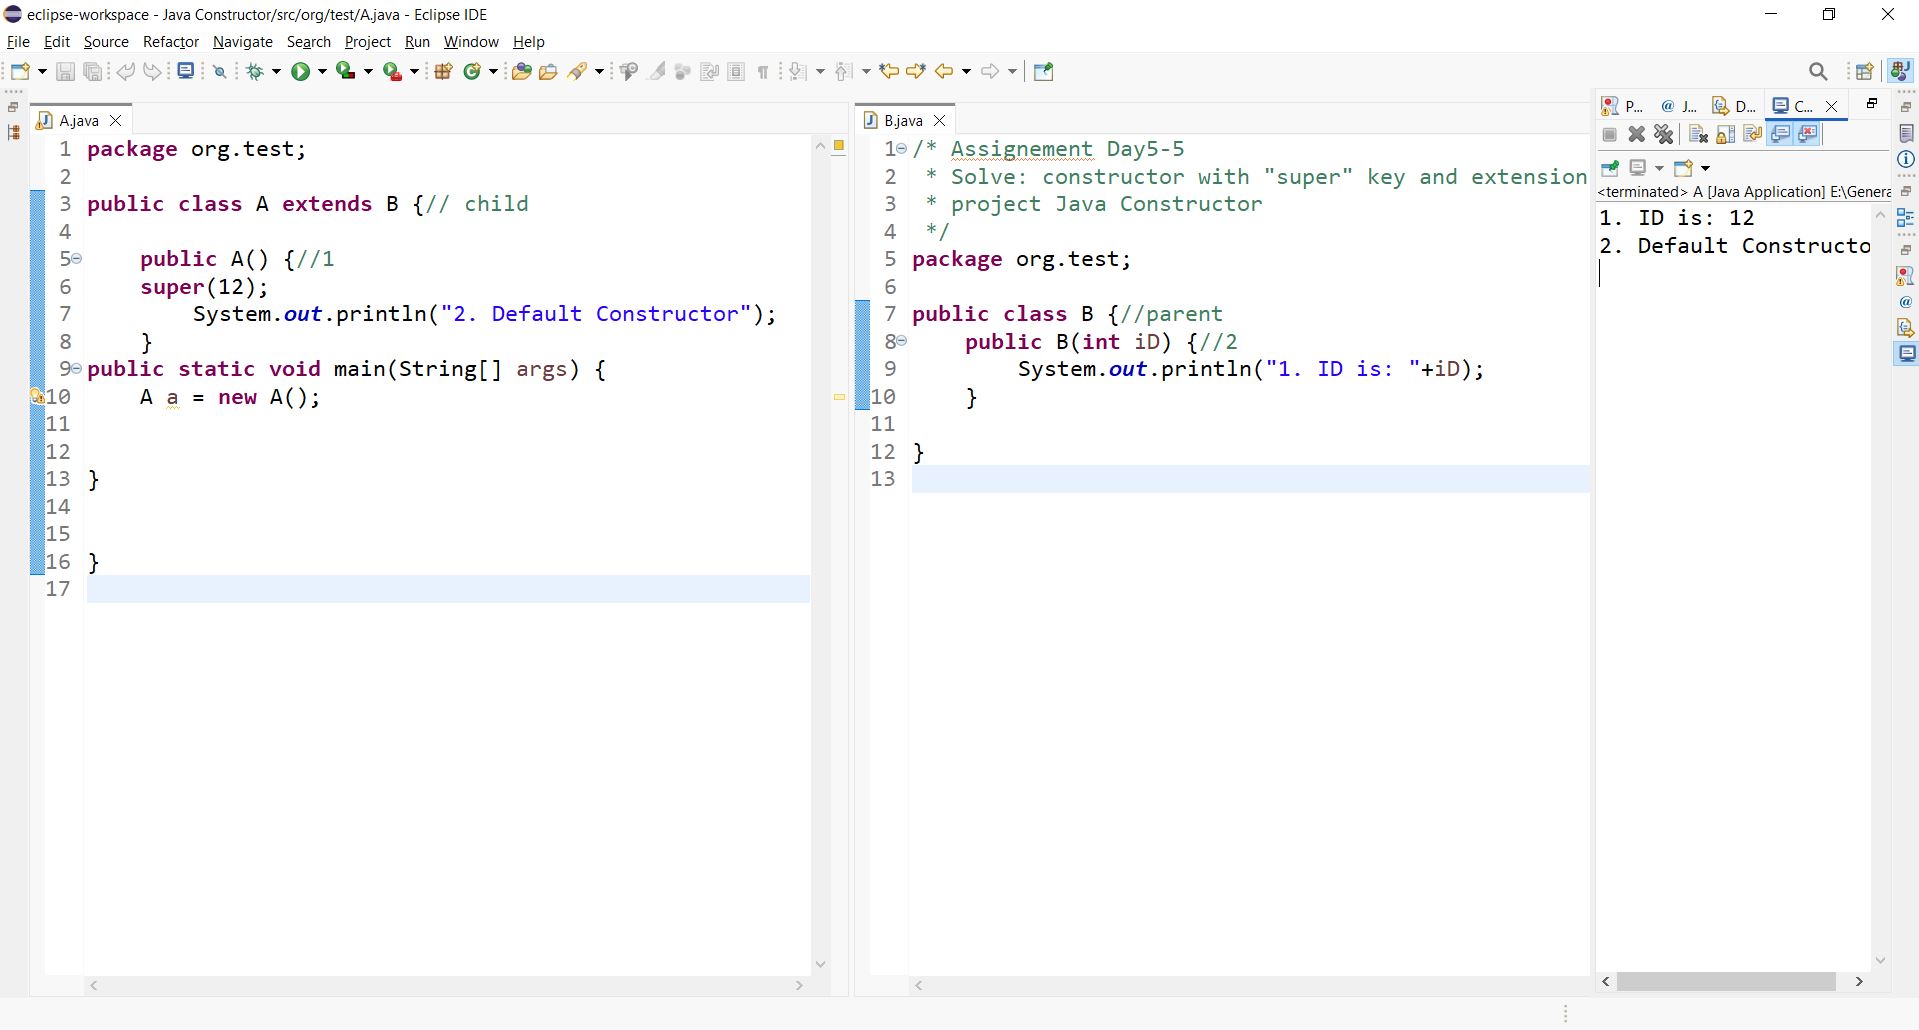 eclipse-workspace - Java Constructor/src/org/test/A.java - Eclipse IDE
File Edit Source Refactor Navigate Search Project Run Window Help
A.java
1 package org.test;
2
3 public class A extends B {// child
4
5     public A() {//1
6     super(12);
7         System.out.println("2. Default Constructor");
8     }
9 public static void main(String[] args) {
10     A a = new A();
11
12
13 }
14
15
16 }
17
B.java
1 /* Assignement Day5-5
2  * Solve: constructor with "super" key and extension
3  * project Java Constructor
4  */
5 package org.test;
6
7 public class B {//parent
8     public B(int iD) {//2
9         System.out.println("1. ID is: "+iD);
10     }
11
12 }
13
P... @ J... D... C...
<terminated> A [Java Application] E:\Genera
1. ID is: 12
2. Default Constructo